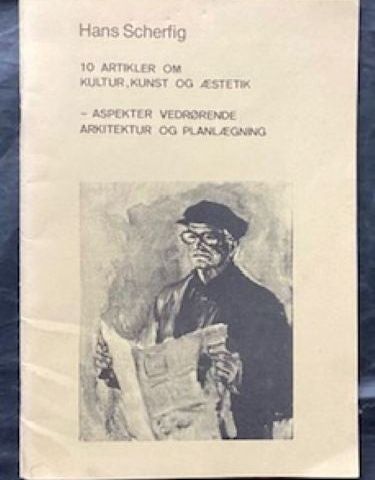 Hans Scherfig
10 ARTIKLER OM
KULTUR, KUNST OG ÆSTETIK
- ASPEKTER VEDRØRENDE
ARKITEKTUR OG PLANLÆGNING